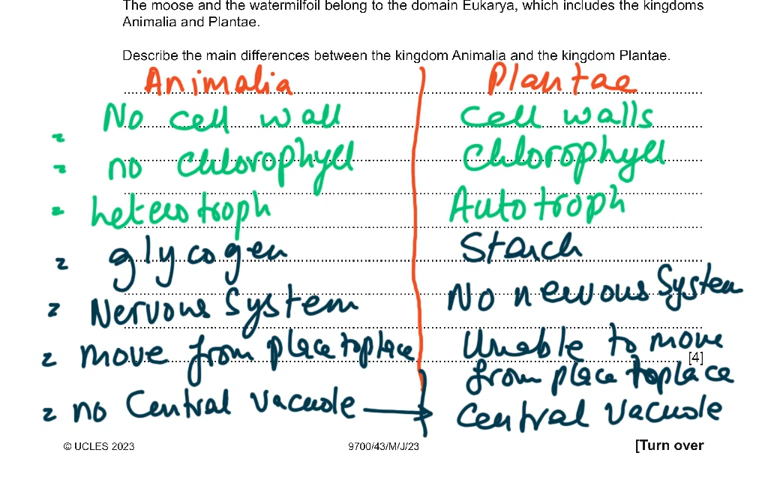 The moose and the watermilfoil belong to the domain Eukarya, which includes the kingdoms
Animalia and Plantae.
Describe the main differences between the kingdom Animalia and the kingdom Plantae.
Animalia Plantae
No cell wall Cell walls
no Chlorophyll Chlorophyll
heterotroph Autotroph
glycogen Starch
Nervous System No nervous System
move from place to place Unable to move
[4]
from place to place
no Central vacuole Central vacuole
© UCLES 2023 9700/43/M/J/23 [Turn over